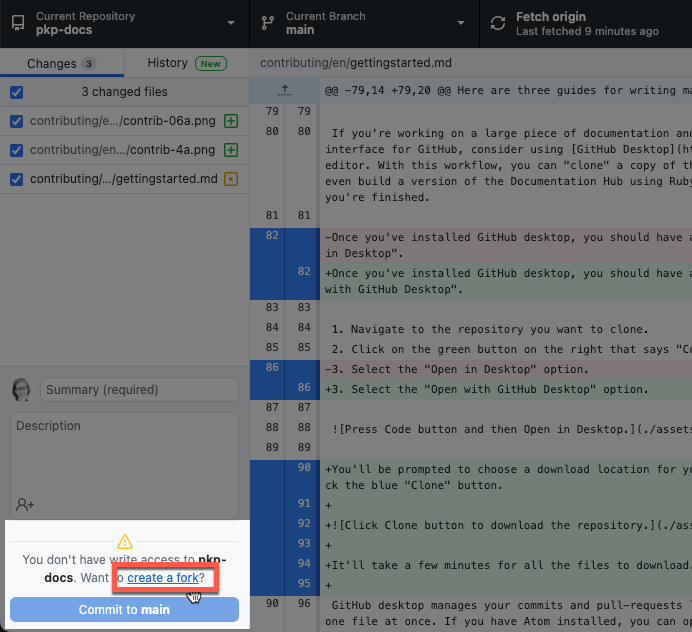 Current Repository
pkp-docs
Current Branch
main
Fetch origin
Last fetched 9 minutes ago
Changes 3
History New
3 changed files
contributing/e.../contrib-06a.png
contributing/en.../contrib-4a.png
contributing/.../gettingstarted.md
Summary (required)
Description
You don't have write access to pkp-
docs. Want to create a fork?
Commit to main
contributing/en/gettingstarted.md
@@ -79,14 +79,20 @@ Here are three guides for writing
79 79
80 80 If you're working on a large piece of documentation
interface for GitHub, consider using [GitHub Desktop]
editor. With this workflow, you can "clone" a copy of
even build a version of the Documentation Hub using
you're finished.
81 81
82 -Once you've installed GitHub desktop, you should have
in Desktop".
82 +Once you've installed GitHub desktop, you should have
with GitHub Desktop".
83 83
84 84 1. Navigate to the repository you want to clone.
85 85 2. Click on the green button on the right that says
86 -3. Select the "Open in Desktop" option.
86 +3. Select the "Open with GitHub Desktop" option.
87 87
88 88 ![Press Code button and then Open in Desktop.](./assets
89 89
90 +You'll be prompted to choose a download location for
ck the blue "Clone" button.
91 +
92 +![Click Clone button to download the repository.](./
93 +
94 +It'll take a few minutes for all the files to download.
95 +
90 96 GitHub desktop manages your commits and pull-requests
one file at once. If you have Atom installed, you can